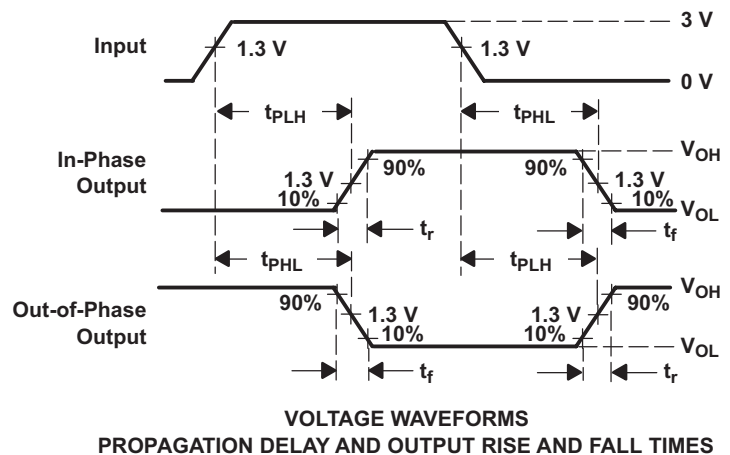 3 V
Input
1.3 V
1.3 V
0 V
tPLH
tPHL
VOH
In-Phase
Output
90%
90%
1.3 V
1.3 V
10%
10%
VOL
tr
tf
tPHL
tPLH
VOH
Out-of-Phase
Output
90%
90%
1.3 V
1.3 V
10%
10%
VOL
tf
tr
VOLTAGE WAVEFORMS
PROPAGATION DELAY AND OUTPUT RISE AND FALL TIMES